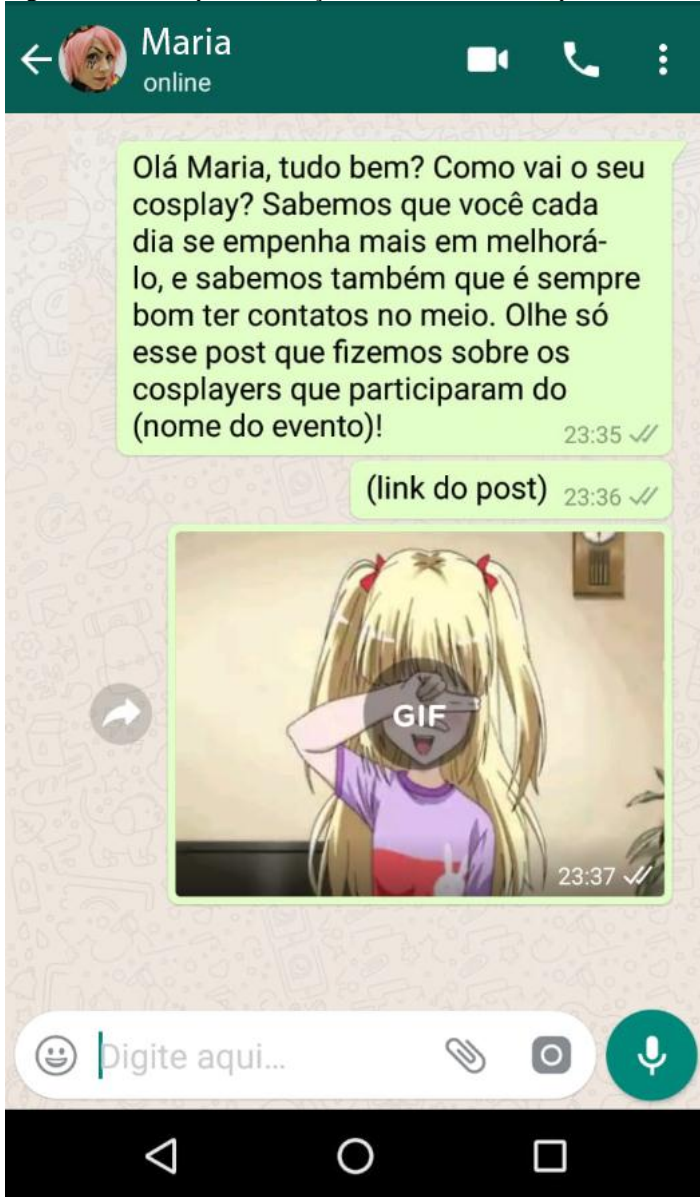 Maria
online
Olá Maria, tudo bem? Como vai o seu
cosplay? Sabemos que você cada
dia se empenha mais em melhorá-
lo, e sabemos também que é sempre
bom ter contatos no meio. Olhe só
esse post que fizemos sobre os
cosplayers que participaram do
(nome do evento)!
23:35
(link do post)
23:36
GIF
23:37
Digite aqui...